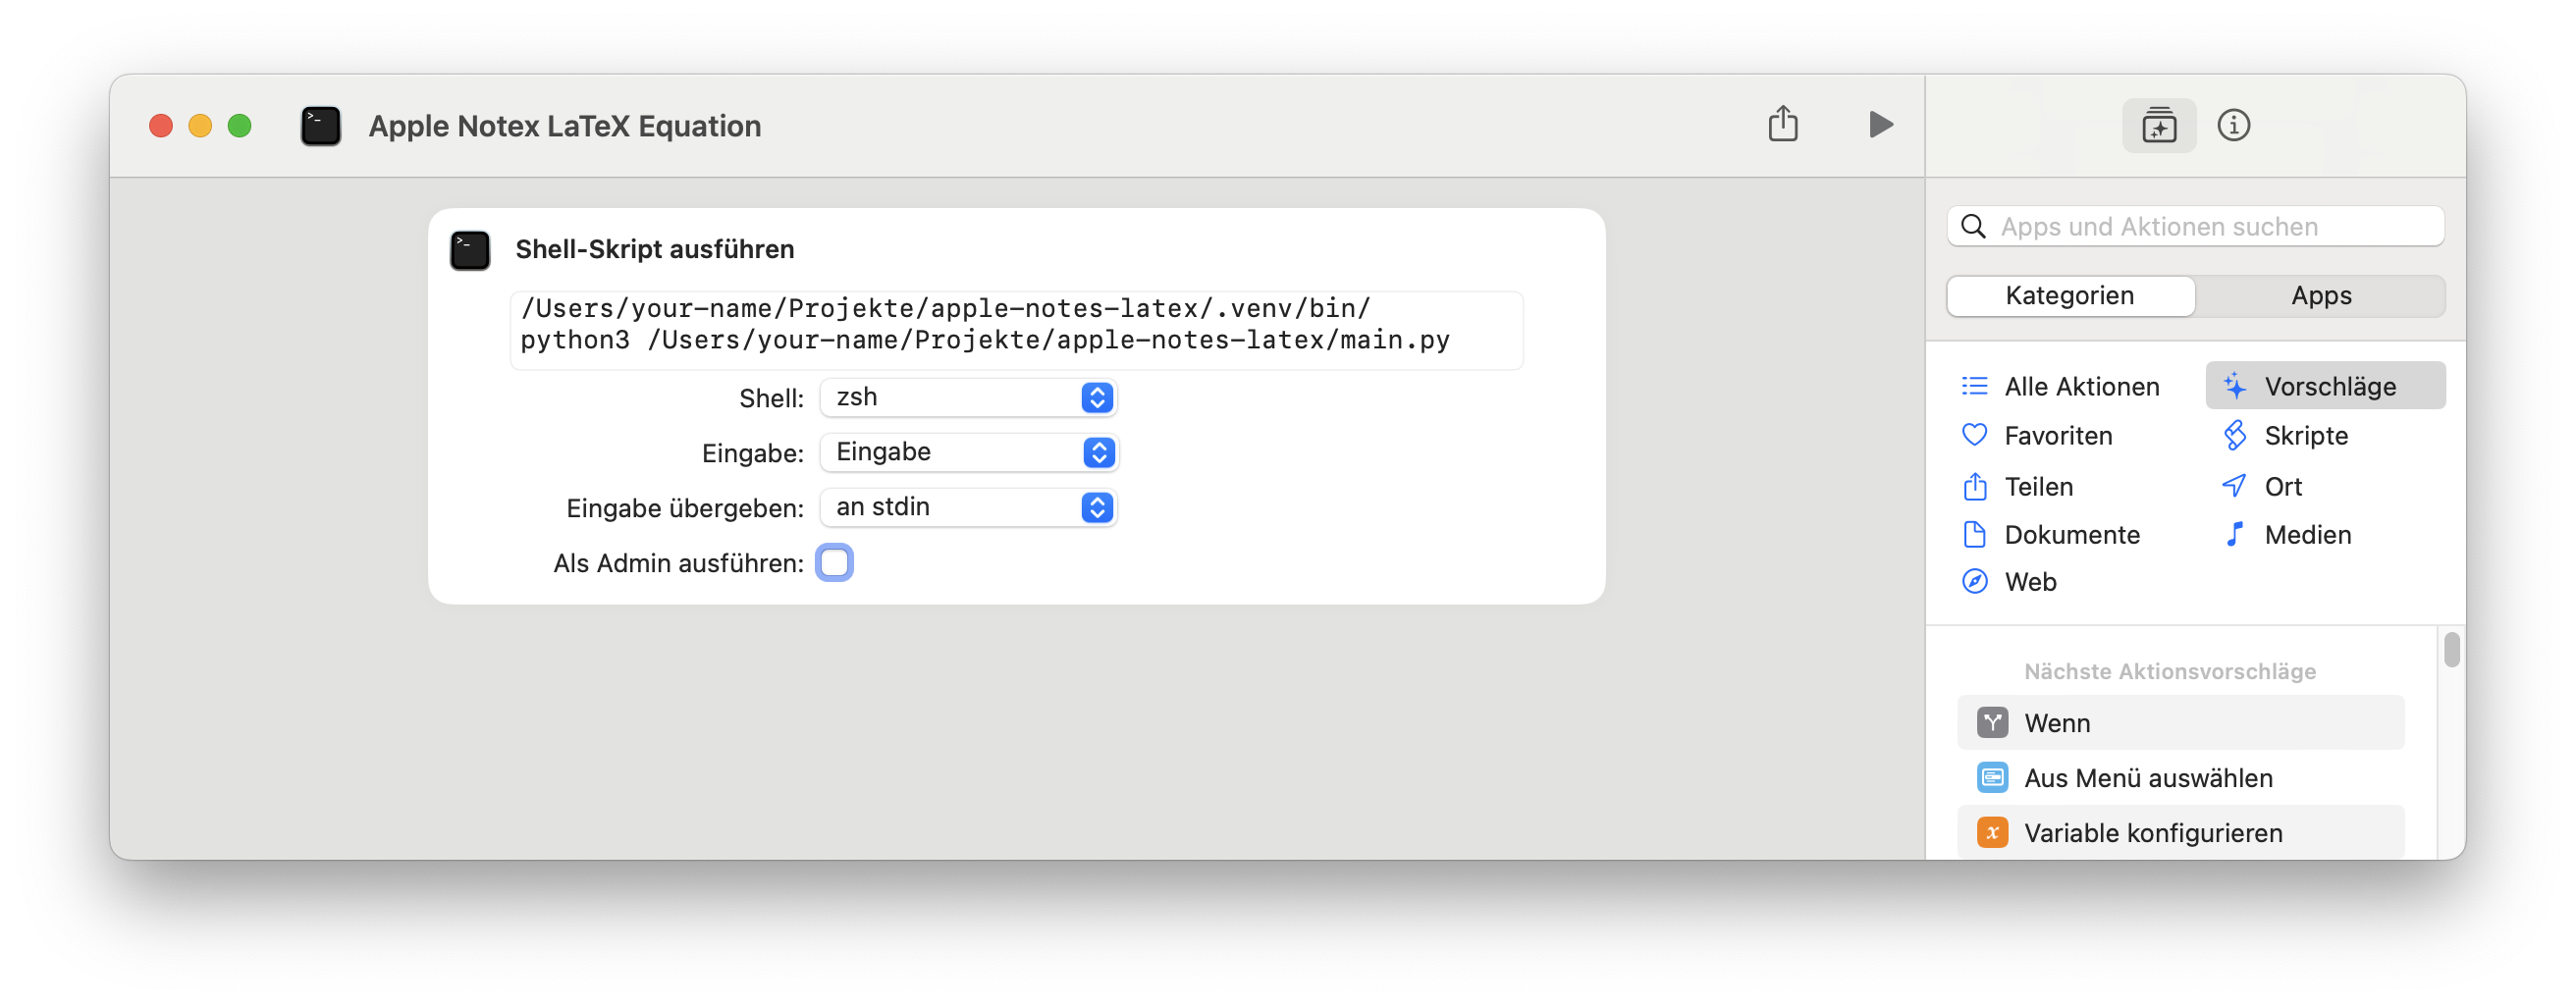 Apple Notex LaTeX Equation
Shell-Skript ausführen
/Users/your-name/Projekte/apple-notes-latex/.venv/bin/
python3 /Users/your-name/Projekte/apple-notes-latex/main.py
Shell: zsh
Eingabe: Eingabe
Eingabe übergeben: an stdin
Als Admin ausführen:
Apps und Aktionen suchen
Kategorien Apps
Alle Aktionen Vorschläge
Favoriten Skripte
Teilen Ort
Dokumente Medien
Web
Nächste Aktionsvorschläge
Wenn
Aus Menü auswählen
Variable konfigurieren